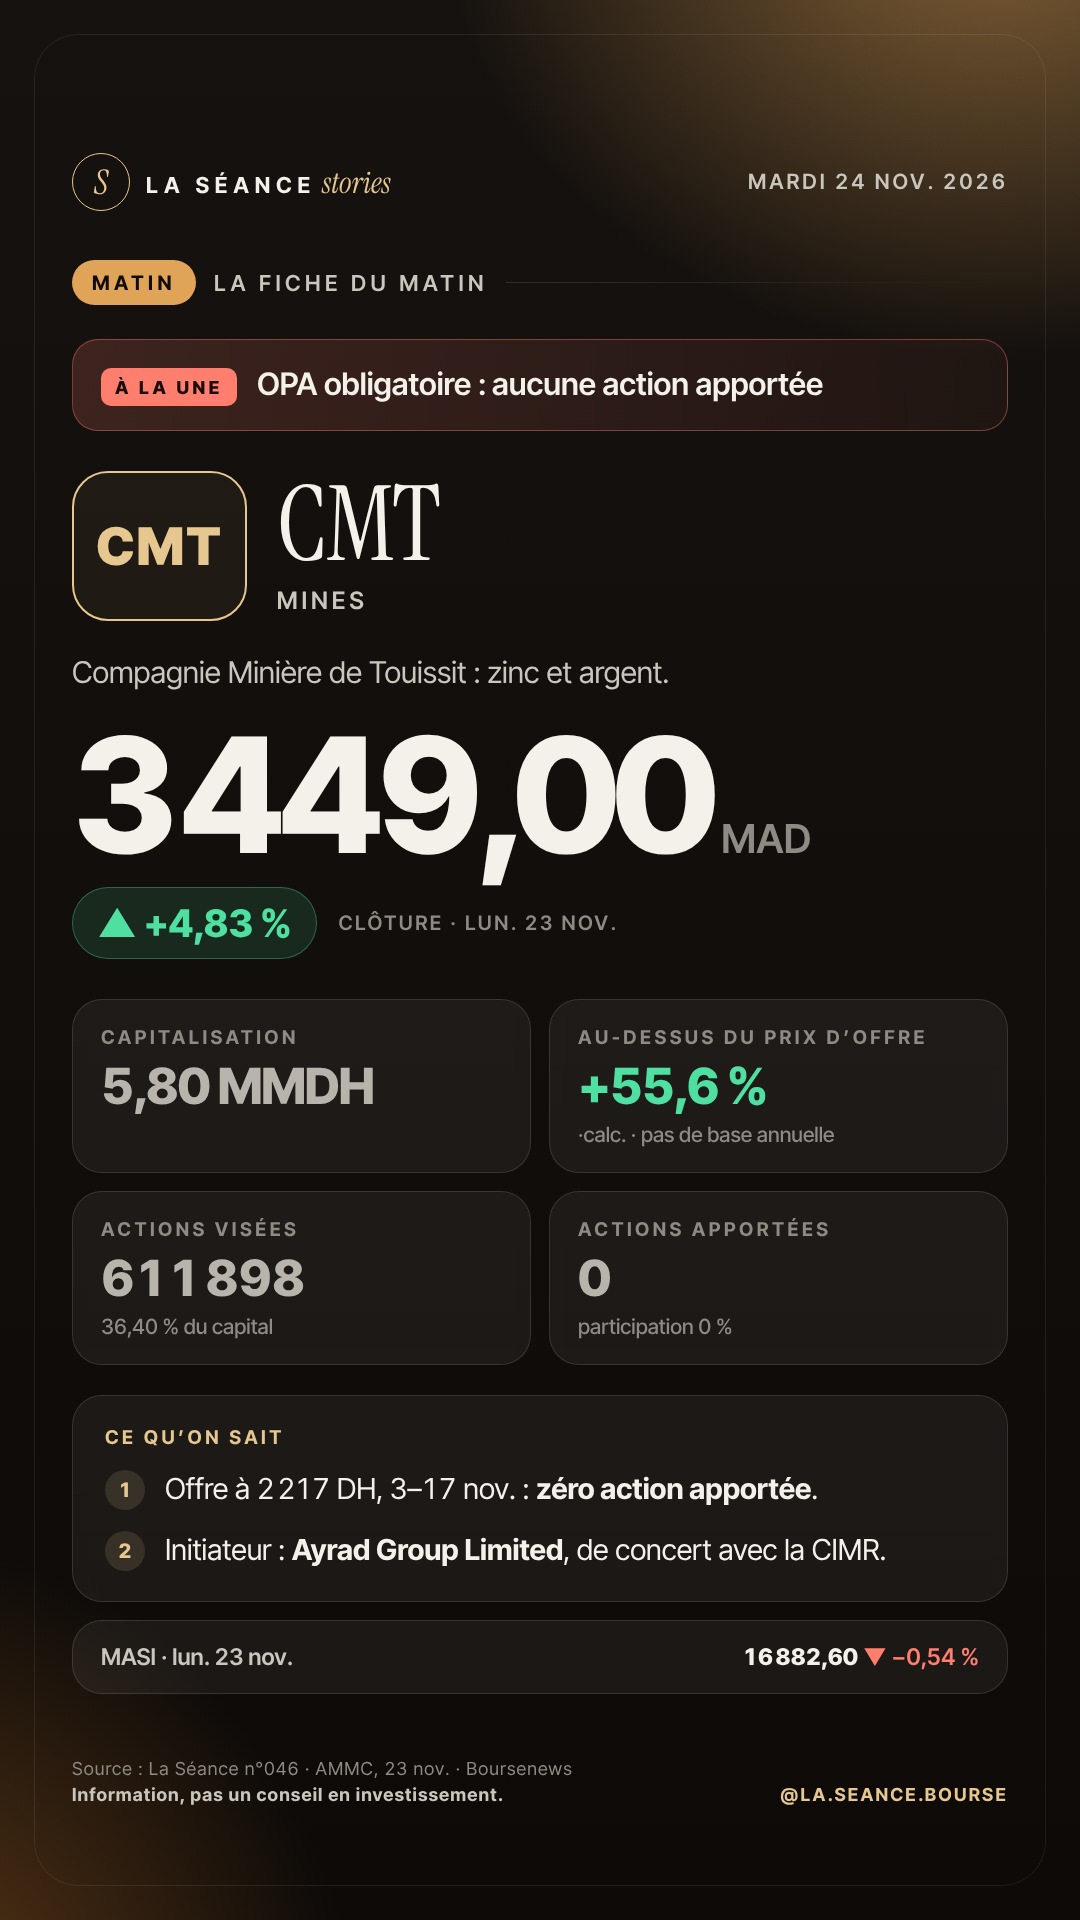 S LA SÉANCE stories
MARDI 24 NOV. 2026
MATIN LA FICHE DU MATIN
À LA UNE OPA obligatoire : aucune action apportée
CMT
CMT
MINES
Compagnie Minière de Touissit : zinc et argent.
3 449,00 MAD
▲ +4,83 % CLÔTURE · LUN. 23 NOV.
CAPITALISATION
5,80 MMDH
AU-DESSUS DU PRIX D’OFFRE
+55,6 %
·calc. · pas de base annuelle
ACTIONS VISÉES
611 898
36,40 % du capital
ACTIONS APPORTÉES
0
participation 0 %
CE QU’ON SAIT
1 Offre à 2 217 DH, 3–17 nov. : zéro action apportée.
2 Initiateur : Ayrad Group Limited, de concert avec la CIMR.
MASI · lun. 23 nov. 16 882,60 ▼ −0,54 %
Source : La Séance n°046 · AMMC, 23 nov. · Boursenews
Information, pas un conseil en investissement.
@LA.SEANCE.BOURSE